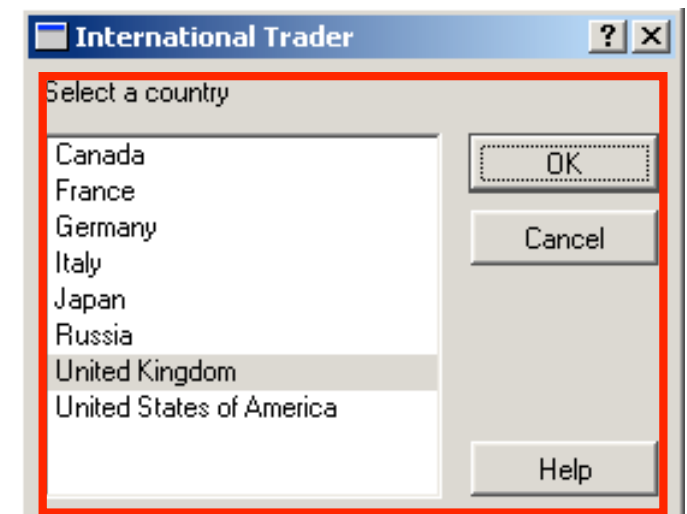 International Trader
Select a country
Canada
France
Germany
Italy
Japan
Russia
United Kingdom
United States of America
OK
Cancel
Help